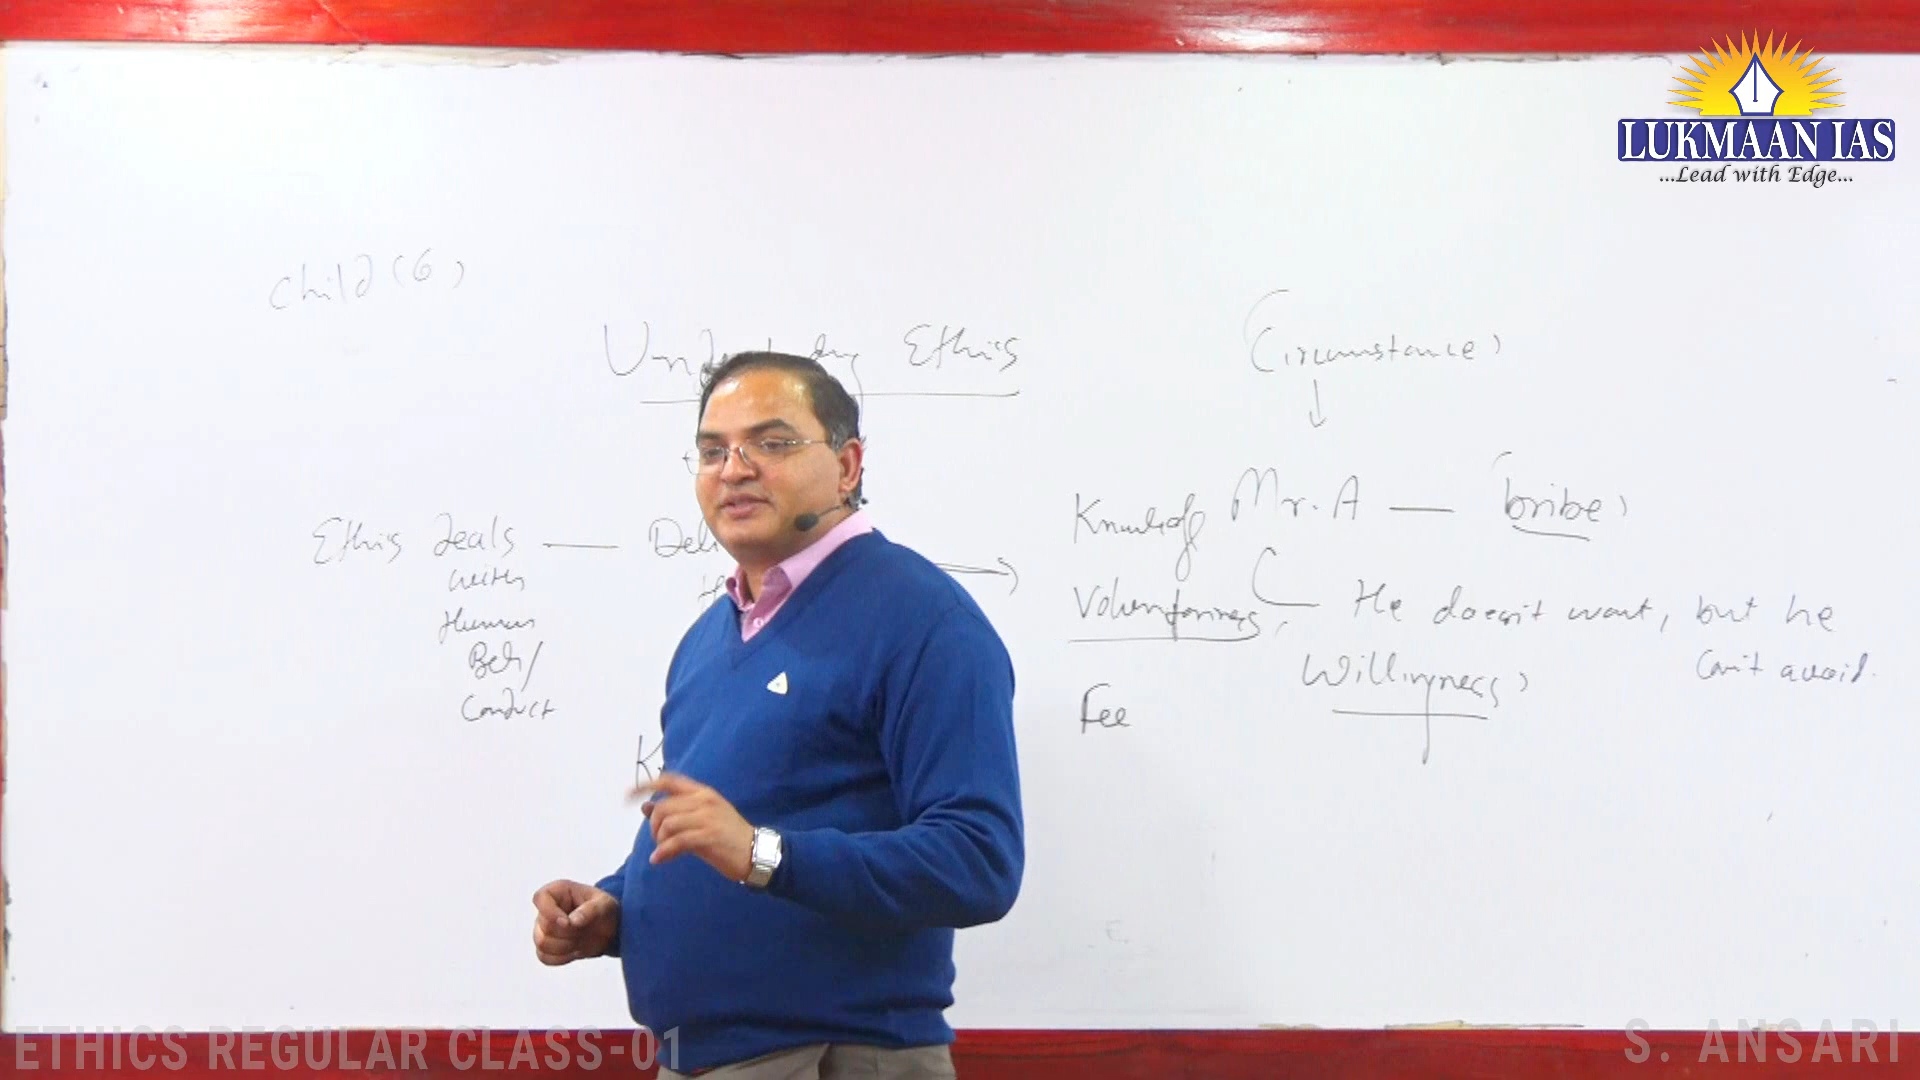 LUKMAAN IAS
...Lead with Edge...
Child (6)
Ethics
Circumstance
Ethics deals
with
Human
Beh/
Conduct
Mr. A — bribe
Voluntariness
He doesn't want, but he
can't avoid.
Willingness
Fee
ETHICS REGULAR CLASS-01
S. ANSARI